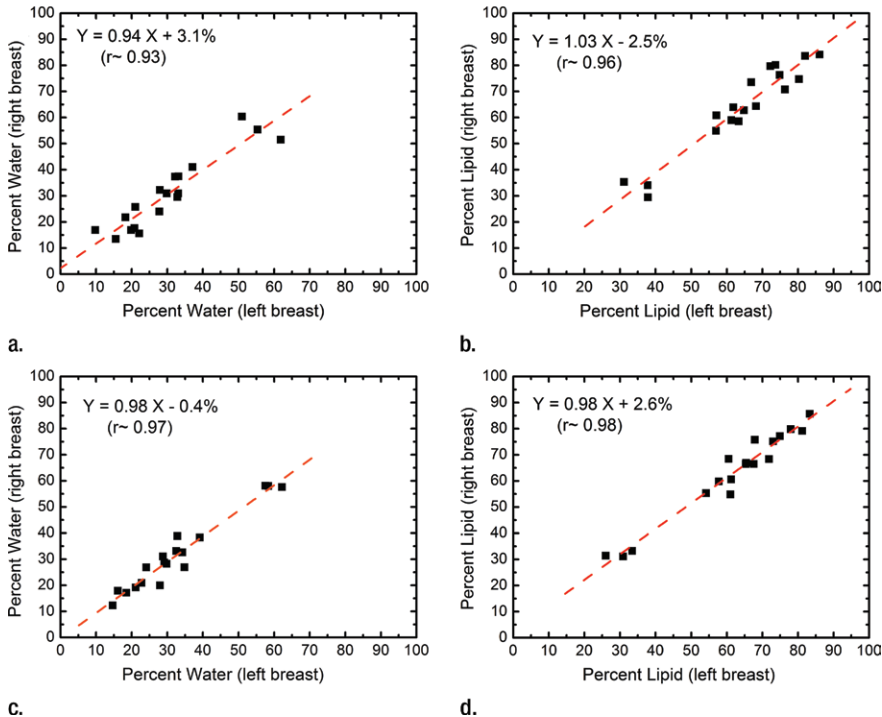 Y = 0.94 X + 3.1%
(r~ 0.93)
Percent Water (right breast)
100
90
80
70
60
50
40
30
20
10
0
0 10 20 30 40 50 60 70 80 90 100
Percent Water (left breast)
a.
Y = 1.03 X - 2.5%
(r~ 0.96)
Percent Lipid (right breast)
100
90
80
70
60
50
40
30
20
10
0
0 10 20 30 40 50 60 70 80 90 100
Percent Lipid (left breast)
b.
Y = 0.98 X - 0.4%
(r~ 0.97)
Percent Water (right breast)
100
90
80
70
60
50
40
30
20
10
0
0 10 20 30 40 50 60 70 80 90 100
Percent Water (left breast)
c.
Y = 0.98 X + 2.6%
(r~ 0.98)
Percent Lipid (right breast)
100
90
80
70
60
50
40
30
20
10
0
0 10 20 30 40 50 60 70 80 90 100
Percent Lipid (left breast)
d.